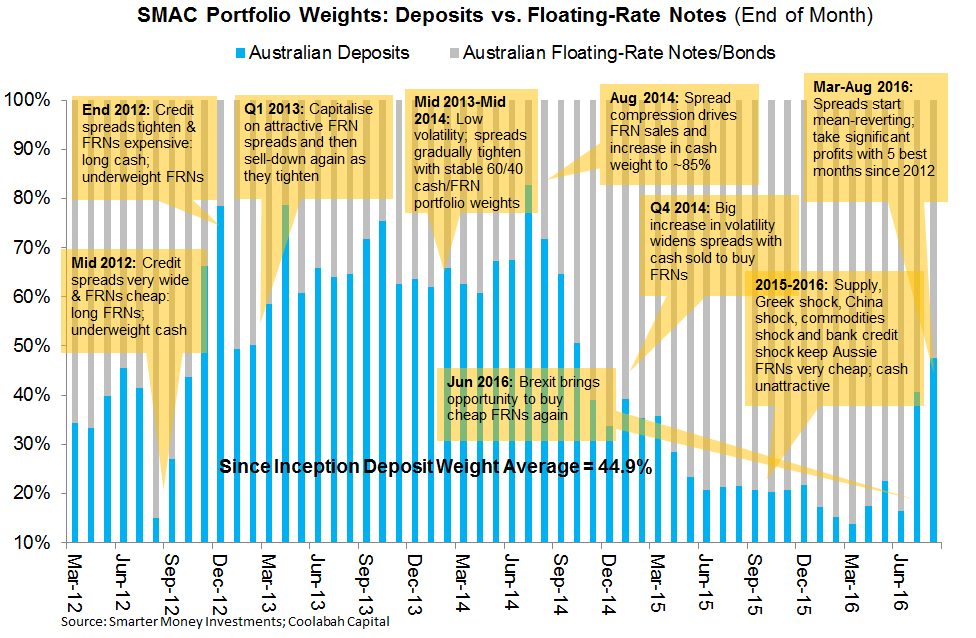 SMAC Portfolio Weights: Deposits vs. Floating-Rate Notes (End of Month)
Australian Deposits
Australian Floating-Rate Notes/Bonds
100%
90%
80%
70%
60%
50%
40%
30%
20%
10%
End 2012: Credit
spreads tighten &
FRNs expensive:
long cash;
underweight FRNs
Q1 2013: Capitalise
on attractive FRN
spreads and then
sell-down again as
they tighten
Mid 2013-Mid
2014: Low
volatility; spreads
gradually tighten
with stable 60/40
cash/FRN
portfolio weights
Aug 2014: Spread
compression drives
FRN sales and
increase in cash
weight to ~85%
Mar-Aug 2016:
Spreads start
mean-reverting;
take significant
profits with 5 best
months since 2012
Mid 2012: Credit
spreads very wide
& FRNs cheap:
long FRNs;
underweight cash
Q4 2014: Big
increase in volatility
widens spreads with
cash sold to buy
FRNs
2015-2016: Supply,
Greek shock, China
shock, commodities
shock and bank credit
shock keep Aussie
FRNs very cheap; cash
unattractive
Jun 2016: Brexit brings
opportunity to buy
cheap FRNs again
Since Inception Deposit Weight Average = 44.9%
Mar-12
Jun-12
Sep-12
Dec-12
Mar-13
Jun-13
Sep-13
Dec-13
Mar-14
Jun-14
Sep-14
Dec-14
Mar-15
Jun-15
Sep-15
Dec-15
Mar-16
Jun-16
Source: Smarter Money Investments; Coolabah Capital